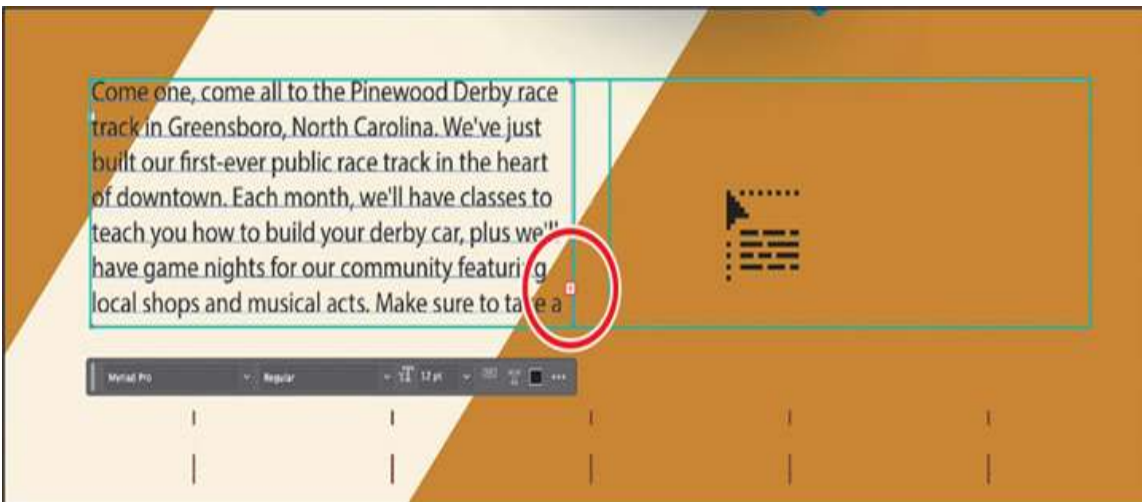 Come one, come all to the Pinewood Derby race
track in Greensboro, North Carolina. We've just
built our first-ever public race track in the heart
of downtown. Each month, we'll have classes to
teach you how to build your derby car, plus we'll
have game nights for our community featuring
local shops and musical acts. Make sure to take a
Myriad Pro Regular 12 pt